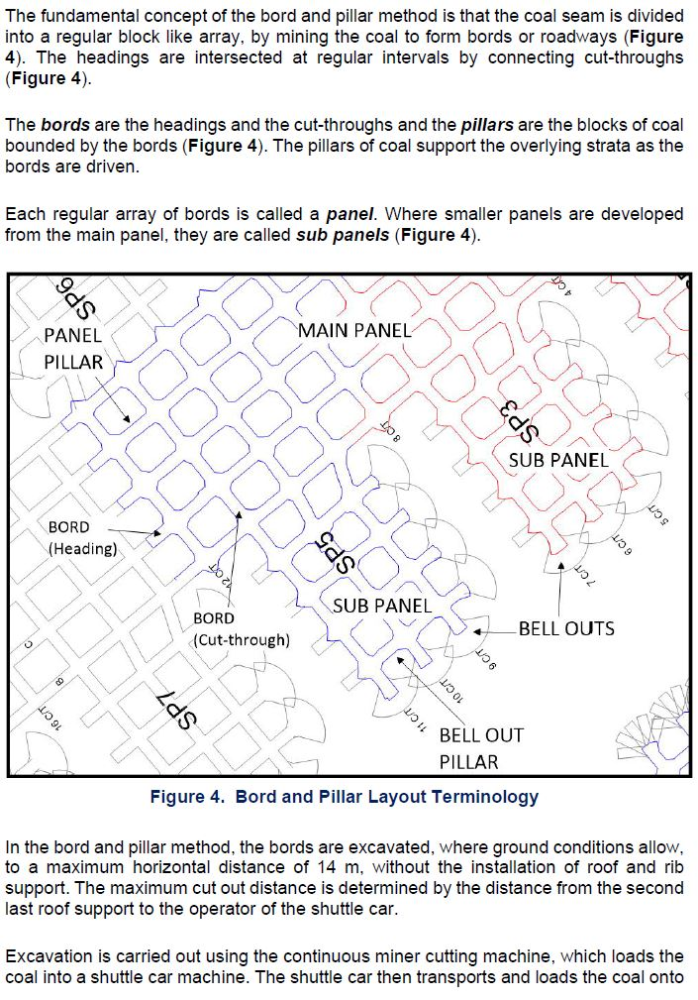 The fundamental concept of the bord and pillar method is that the coal seam is divided
into a regular block like array, by mining the coal to form bords or roadways (Figure
4). The headings are intersected at regular intervals by connecting cut-throughs
(Figure 4).
The bords are the headings and the cut-throughs and the pillars are the blocks of coal
bounded by the bords (Figure 4). The pillars of coal support the overlying strata as the
bords are driven.
Each regular array of bords is called a panel. Where smaller panels are developed
from the main panel, they are called sub panels (Figure 4).
SP6
4 C/T
PANEL
PILLAR
MAIN PANEL
8 C/T
SP3
SUB PANEL
5 C/T
BORD
(Heading)
6 C/T
SP5
7 C/T
12 C/T
SUB PANEL
BORD
(Cut-through)
BELL OUTS
C
9 C/T
B
10 C/T
SP7
16 C/T
11 C/T
BELL OUT
PILLAR
Figure 4. Bord and Pillar Layout Terminology
In the bord and pillar method, the bords are excavated, where ground conditions allow,
to a maximum horizontal distance of 14 m, without the installation of roof and rib
support. The maximum cut out distance is determined by the distance from the second
last roof support to the operator of the shuttle car.
Excavation is carried out using the continuous miner cutting machine, which loads the
coal into a shuttle car machine. The shuttle car then transports and loads the coal onto